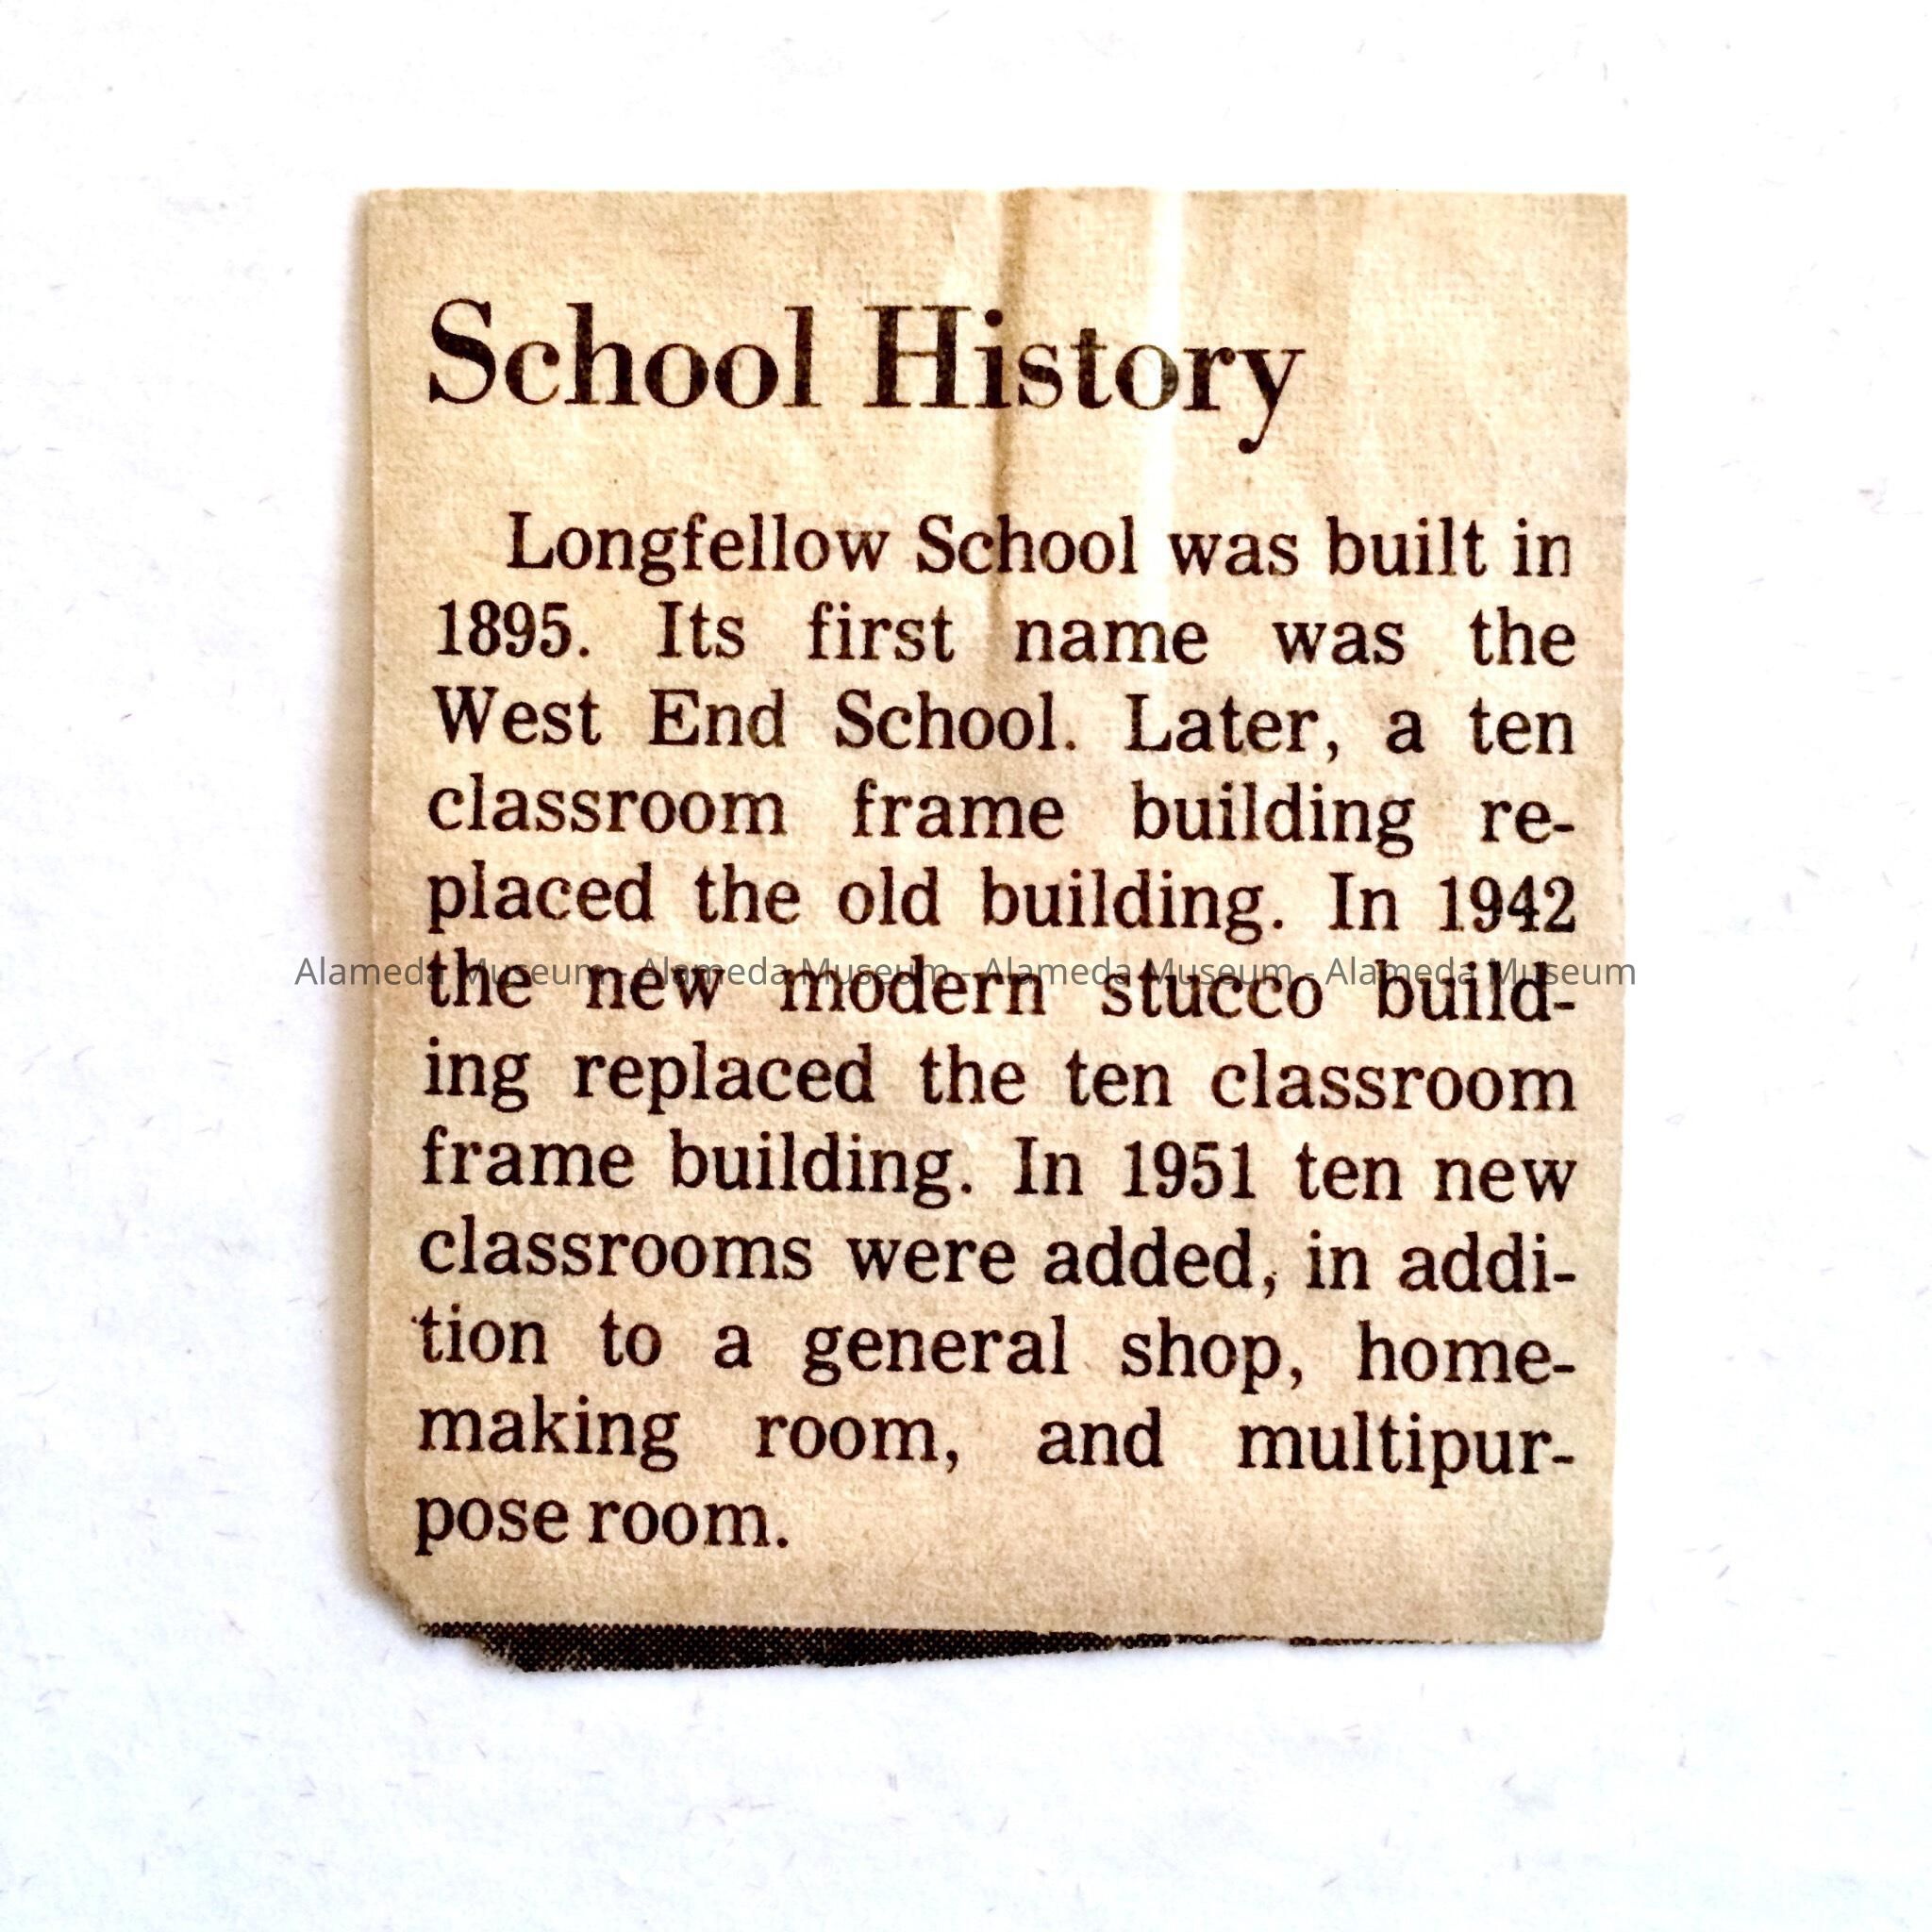 School History
Longfellow School was built in
1895. Its first name was the
West End School. Later, a ten
classroom frame building re-
placed the old building. In 1942
Alameda Museum - Alameda Museum - Alameda Museum - Alameda Museum
the new modern stucco build-
ing replaced the ten classroom
frame building. In 1951 ten new
classrooms were added, in addi-
tion to a general shop, home-
making room, and multipur-
pose room.